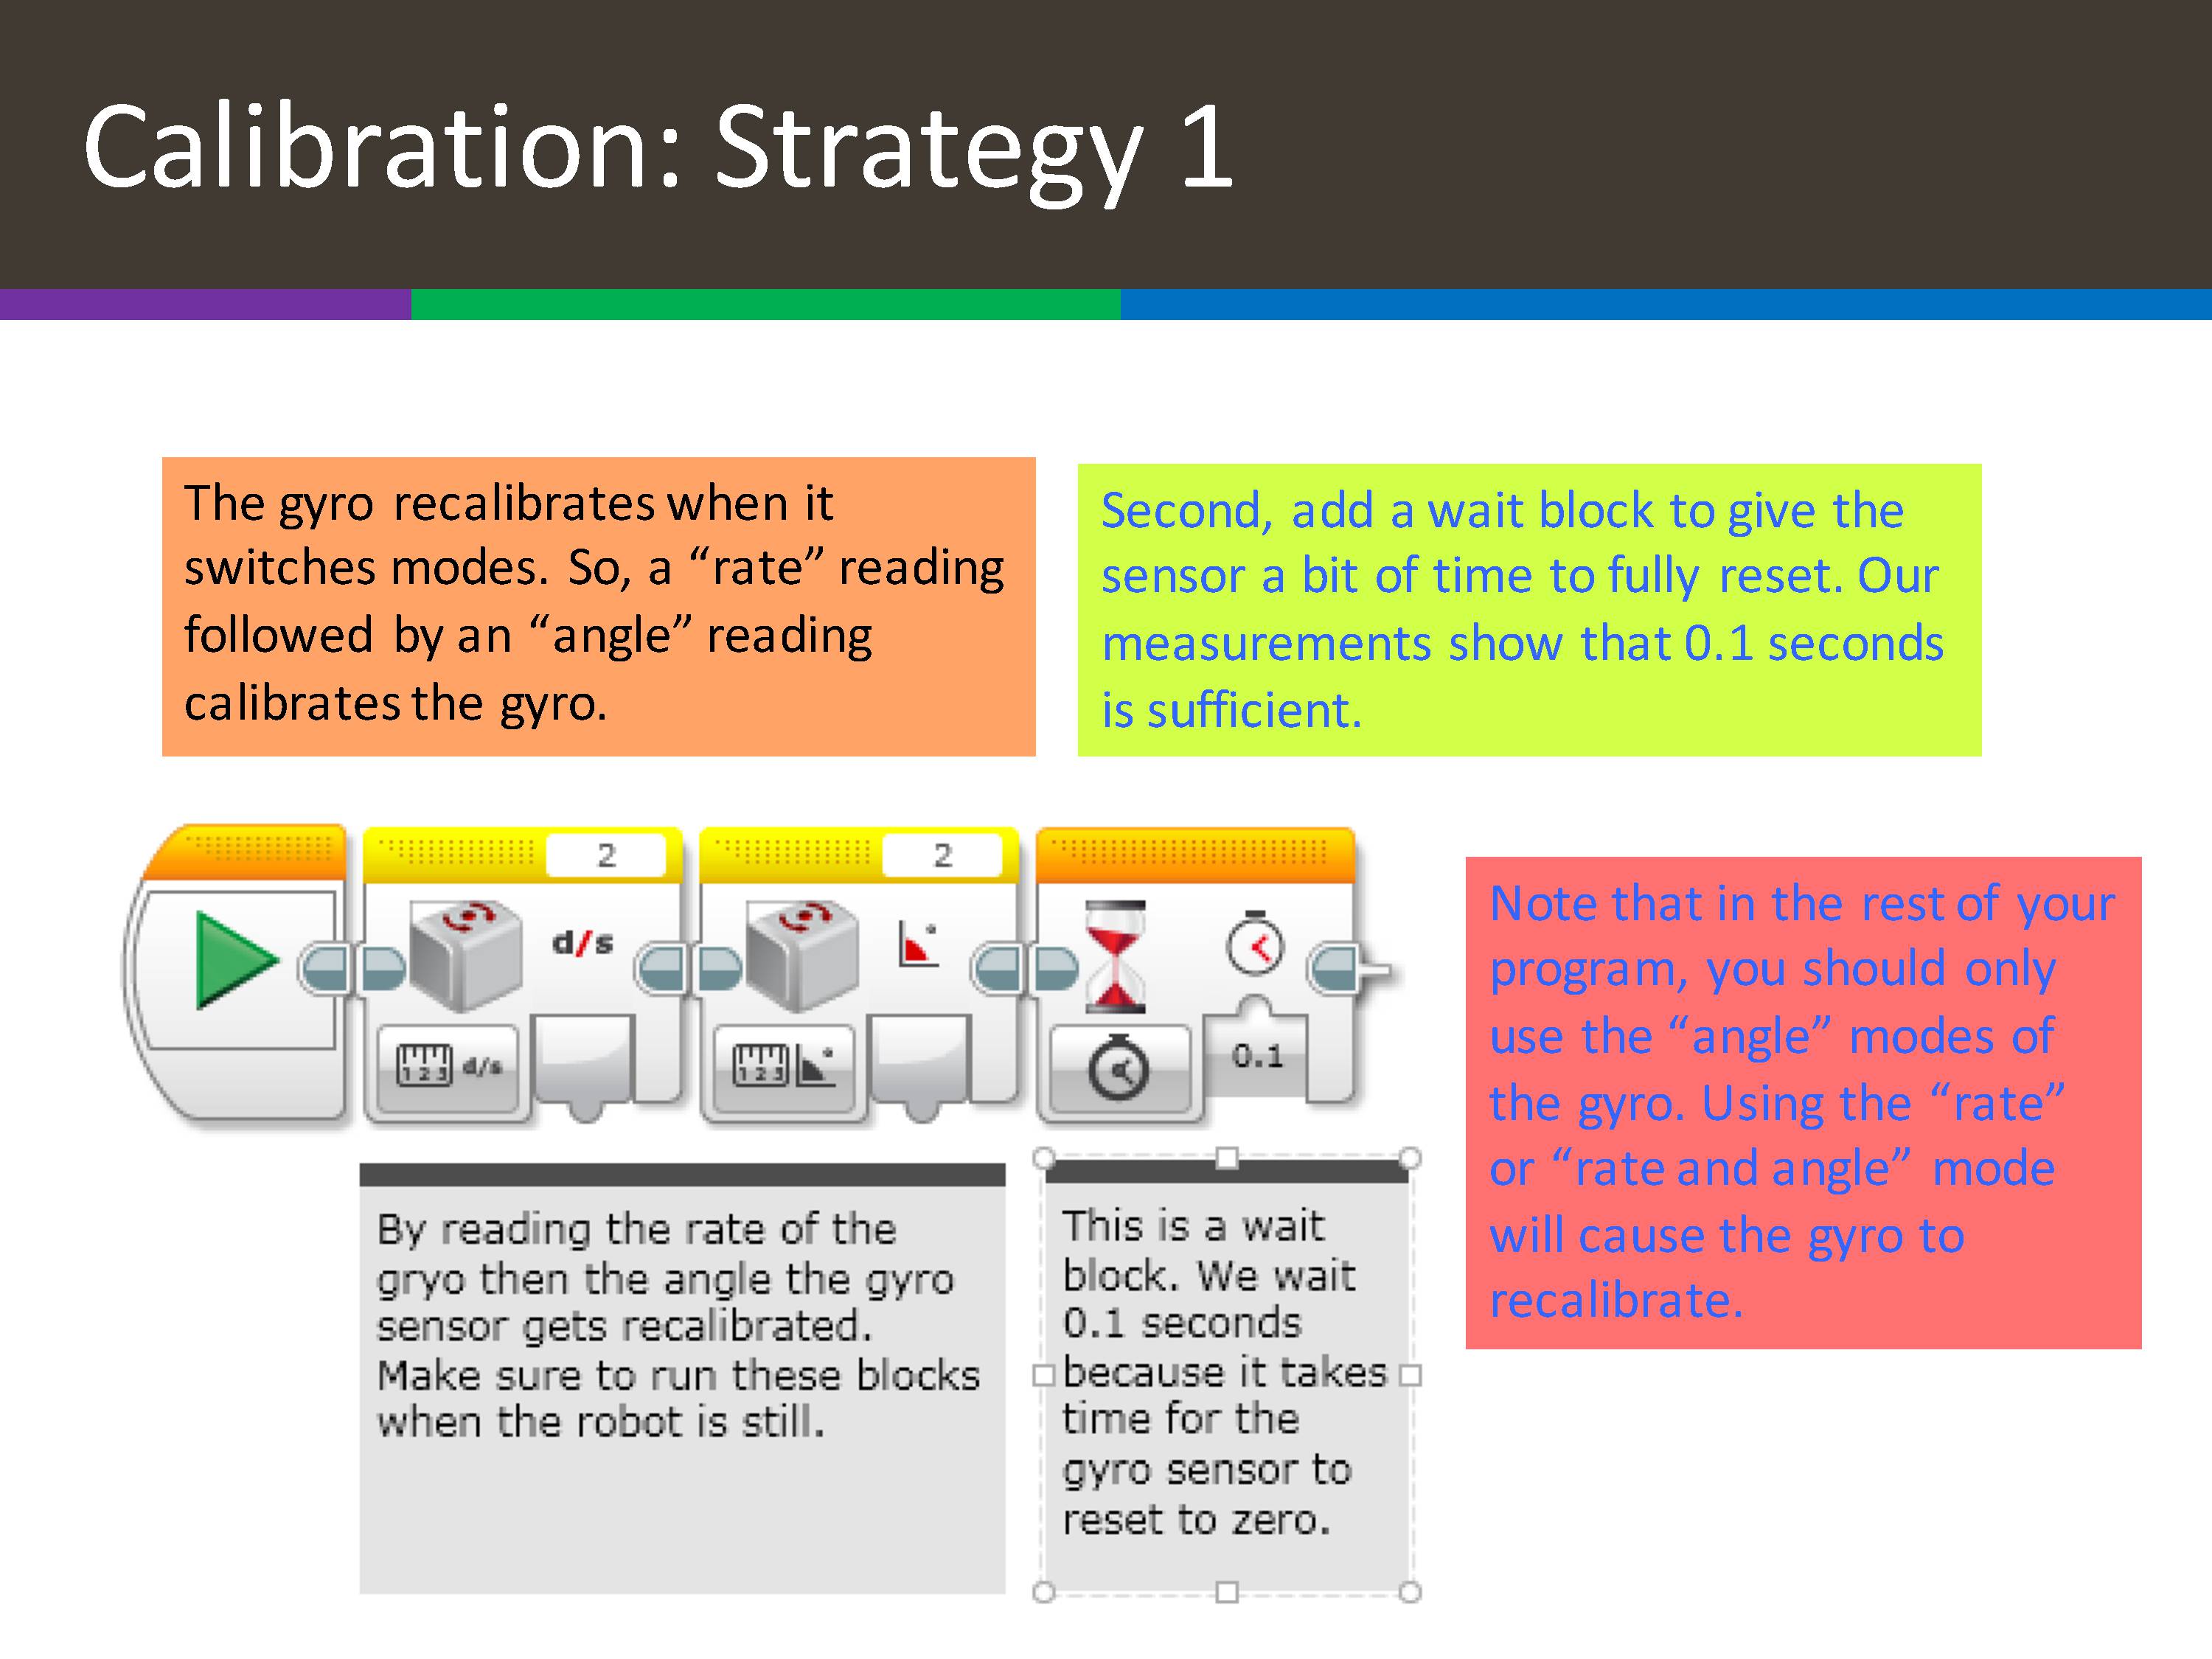 Calibration: Strategy 1
The gyro recalibrates when it
switches modes. So, a “rate” reading
followed by an “angle” reading
calibrates the gyro.
Second, add a wait block to give the
sensor a bit of time to fully reset. Our
measurements show that 0.1 seconds
is sufficient.
2
2
d/s
1 2 3 d/s
1 2 3
0.1
Note that in the rest of your
program, you should only
use the “angle” modes of
the gyro. Using the “rate”
or “rate and angle” mode
will cause the gyro to
recalibrate.
By reading the rate of the
gryo then the angle the gyro
sensor gets recalibrated.
Make sure to run these blocks
when the robot is still.
This is a wait
block. We wait
0.1 seconds
because it takes
time for the
gyro sensor to
reset to zero.